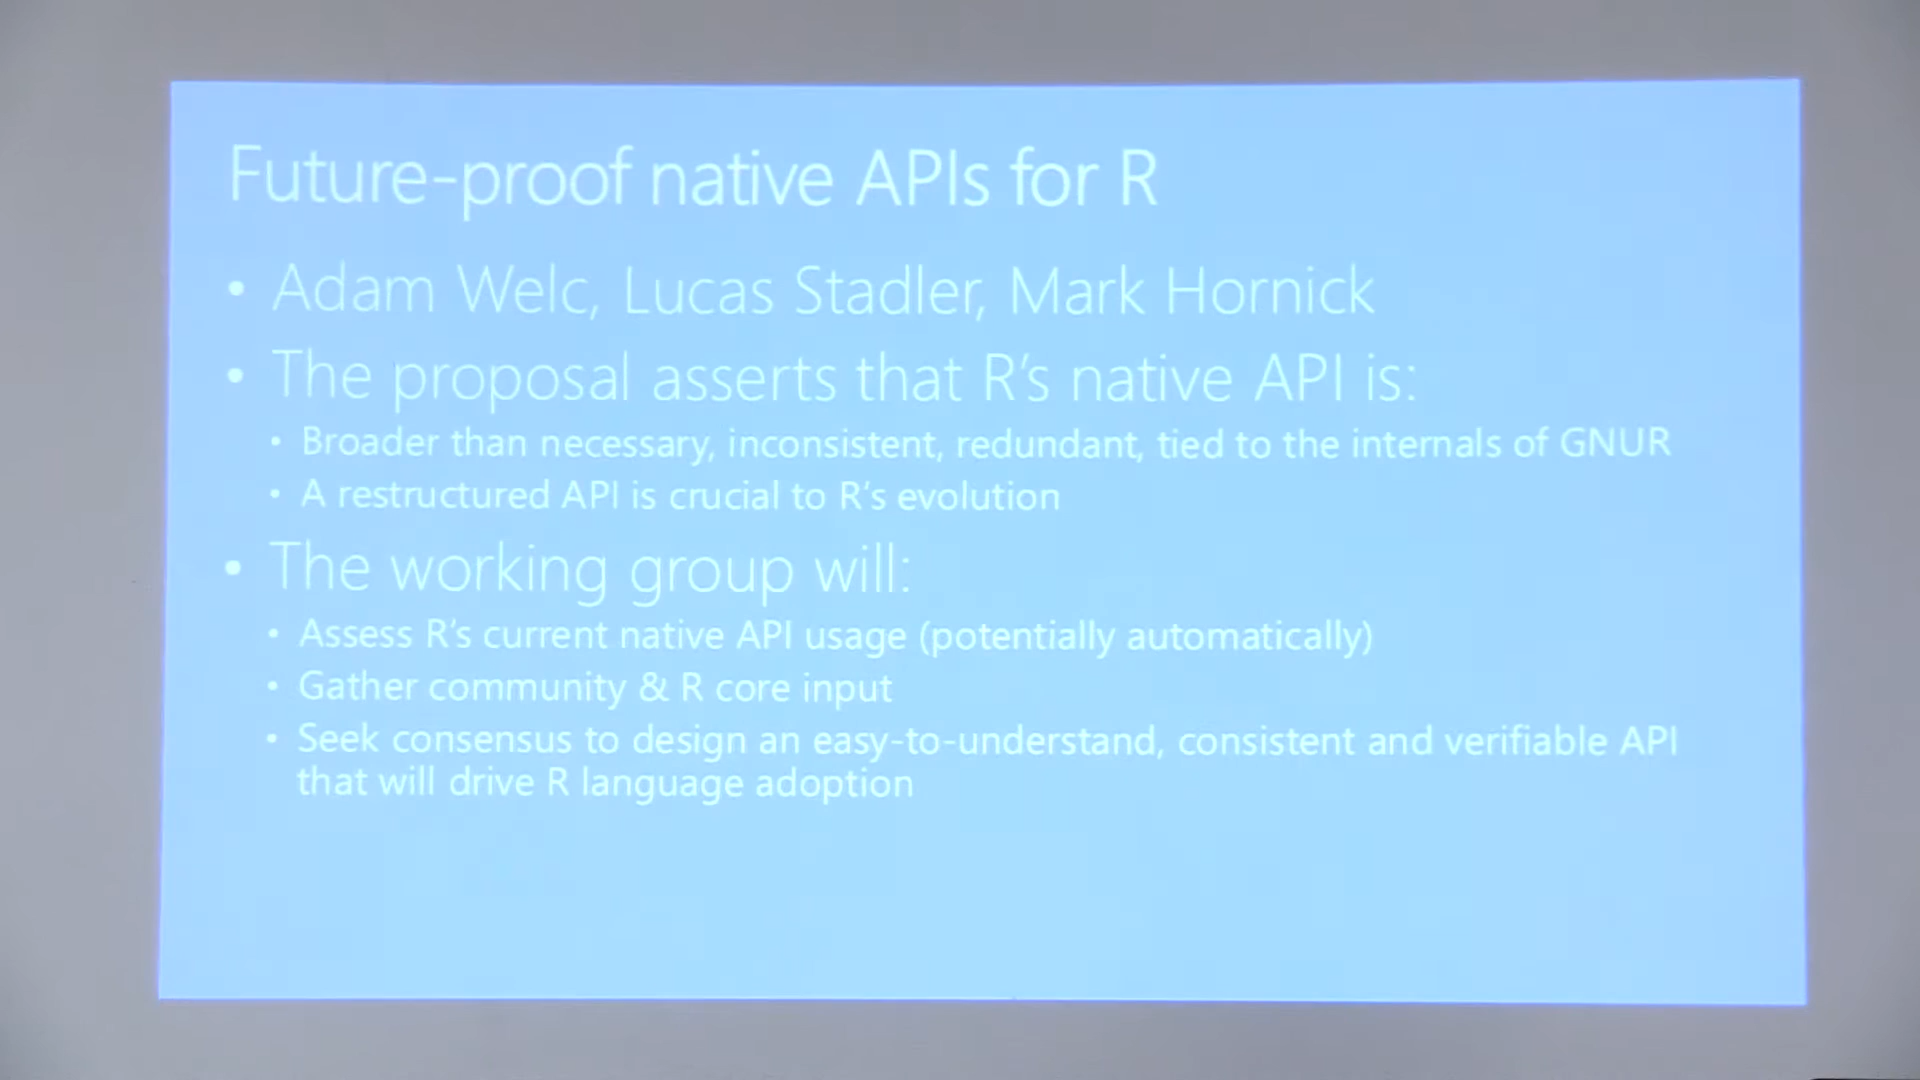 Future-proof native APIs for R
• Adam Welc, Lucas Stadler, Mark Hornick
• The proposal asserts that R's native API is:
• Broader than necessary, inconsistent, redundant, tied to the internals of GNUR
• A restructured API is crucial to R's evolution
• The working group will:
• Assess R's current native API usage (potentially automatically)
• Gather community & R core input
• Seek consensus to design an easy-to-understand, consistent and verifiable API
that will drive R language adoption